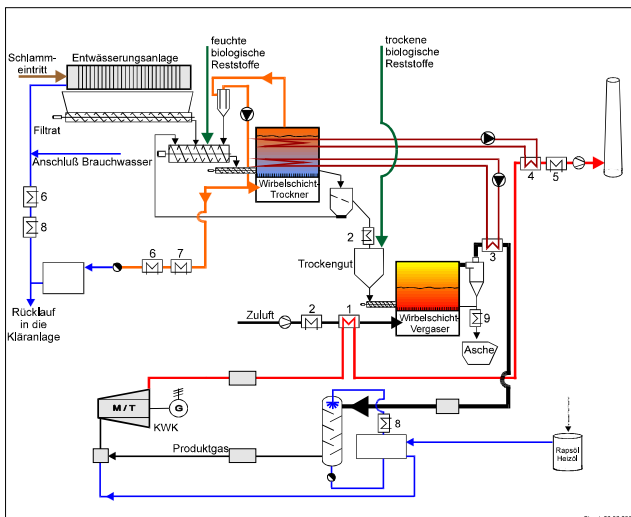 Schlamm-
eintritt
Entwässerungsanlage
feuchte
biologische
Reststoffe
trockene
biologische
Reststoffe
Filtrat
Anschluß Brauchwasser
Wirbelschicht-
Trockner
4
5
6
8
2
3
6
7
Trockengut
Rücklauf
in die
Kläranlage
Zuluft
2
1
Wirbelschicht-
Vergaser
9
Asche
M / T
G
KWK
8
Produktgas
Rapsöl
Heizöl